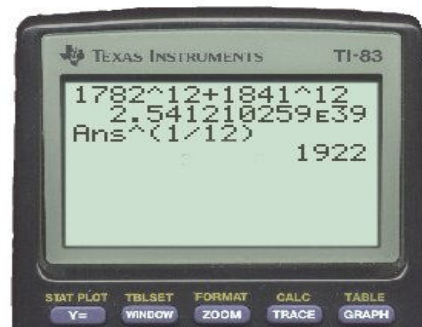 TEXAS INSTRUMENTS TI-83
1782^12+1841^12
2.541210259E39
Ans^(1/12)
1922
STAT PLOT TBLSET FORMAT CALC TABLE
Y= WINDOW ZOOM TRACE GRAPH